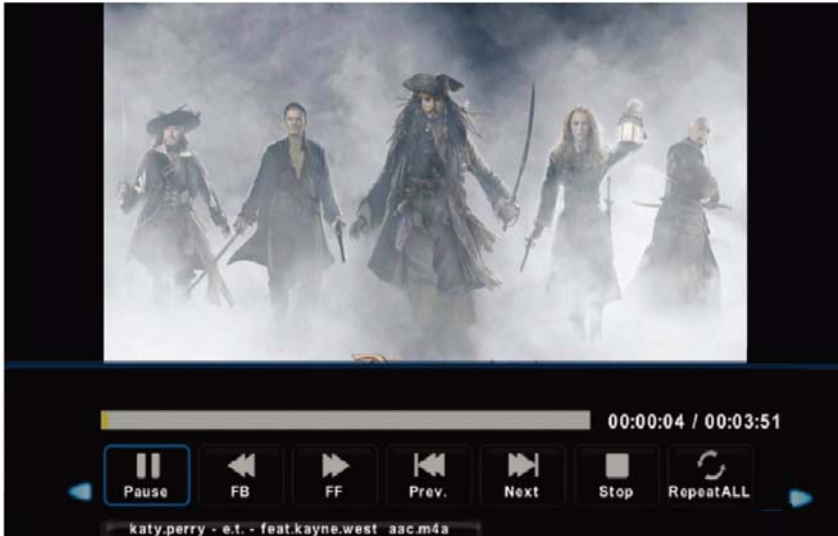 00:00:04 / 00:03:51
Pause FB FF Prev. Next Stop RepeatALL
katy.perry - e.t. - feat.kayne.west aac.m4a